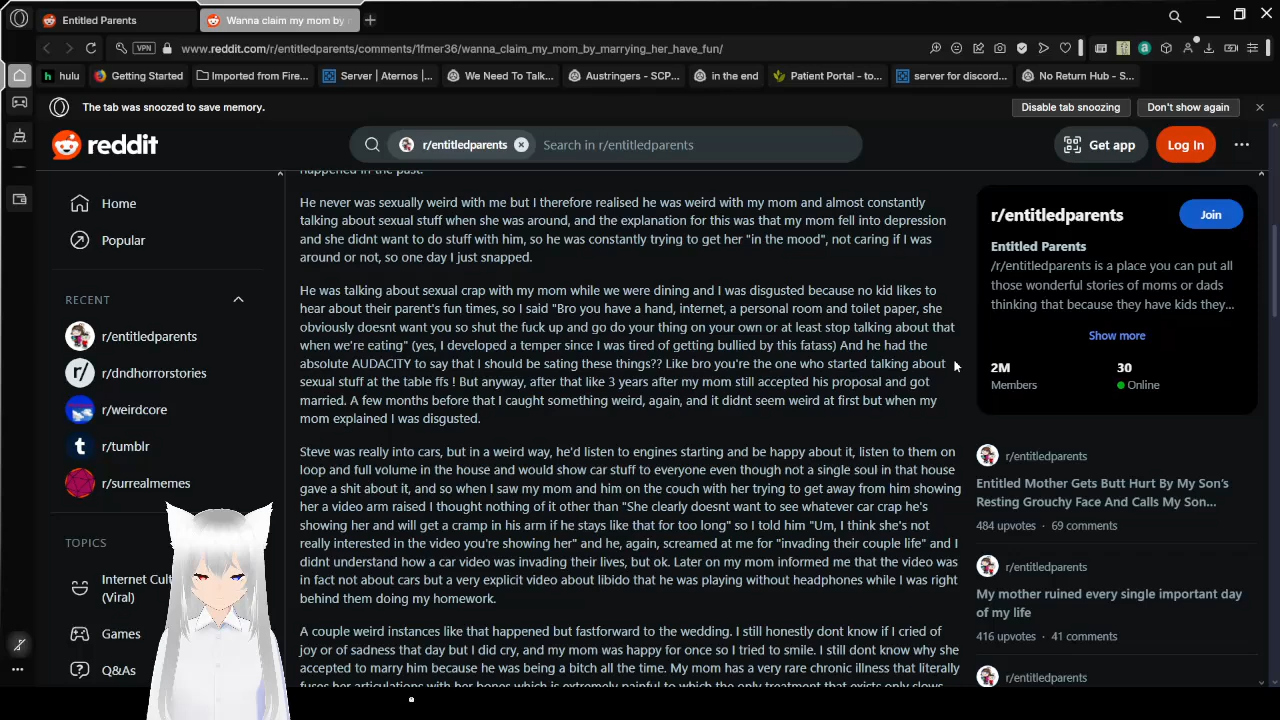 Entitled Parents
Wanna claim my mom by
www.reddit.com/r/entitledparents/comments/1fmer36/wanna_claim_my_mom_by_marrying_her_have_fun/
VPN
hulu
Getting Started
Imported from Fire...
Server | Aternos |...
We Need To Talk...
Austringers - SCP...
in the end
Patient Portal - to...
server for discord...
No Return Hub - S...
The tab was snoozed to save memory.
Disable tab snoozing
Don't show again
reddit
r/entitledparents
Search in r/entitledparents
Get app
Log In
Home
Popular
RECENT
r/entitledparents
r/dndhorrorstories
r/weirdcore
r/tumblr
r/surrealmemes
TOPICS
Internet Cult
(Viral)
Games
Q&As
happened in the past.
He never was sexually weird with me but I therefore realised he was weird with my mom and almost constantly
talking about sexual stuff when she was around, and the explanation for this was that my mom fell into depression
and she didnt want to do stuff with him, so he was constantly trying to get her "in the mood", not caring if I was
around or not, so one day I just snapped.
He was talking about sexual crap with my mom while we were dining and I was disgusted because no kid likes to
hear about their parent's fun times, so I said "Bro you have a hand, internet, a personal room and toilet paper, she
obviously doesnt want you so shut the fuck up and go do your thing on your own or at least stop talking about that
when we're eating" (yes, I developed a temper since I was tired of getting bullied by this fatass) And he had the
absolute AUDACITY to say that I should be sating these things?? Like bro you're the one who started talking about
sexual stuff at the table ffs ! But anyway, after that like 3 years after my mom still accepted his proposal and got
married. A few months before that I caught something weird, again, and it didnt seem weird at first but when my
mom explained I was disgusted.
Steve was really into cars, but in a weird way, he'd listen to engines starting and be happy about it, listen to them on
loop and full volume in the house and would show car stuff to everyone even though not a single soul in that house
gave a shit about it, and so when I saw my mom and him on the couch with her trying to get away from him showing
her a video arm raised I thought nothing of it other than "She clearly doesnt want to see whatever car crap he's
showing her and will get a cramp in his arm if he stays like that for too long" so I told him "Um, I think she's not
really interested in the video you're showing her" and he, again, screamed at me for "invading their couple life" and I
didnt understand how a car video was invading their lives, but ok. Later on my mom informed me that the video was
in fact not about cars but a very explicit video about libido that he was playing without headphones while I was right
behind them doing my homework.
A couple weird instances like that happened but fastforward to the wedding. I still honestly dont know if I cried of
joy or of sadness that day but I did cry, and my mom was happy for once so I tried to smile. I still dont know why she
accepted to marry him because he was being a bitch all the time. My mom has a very rare chronic illness that literally
fuses her articulations with her bones which is extremely painful to which the only treatment that exists only slows
r/entitledparents
Join
Entitled Parents
/r/entitledparents is a place you can put all
those wonderful stories of moms or dads
thinking that because they have kids they...
Show more
2M
30
Members
Online
r/entitledparents
Entitled Mother Gets Butt Hurt By My Son's
Resting Grouchy Face And Calls My Son...
484 upvotes · 69 comments
r/entitledparents
My mother ruined every single important day
of my life
416 upvotes · 41 comments
r/entitledparents